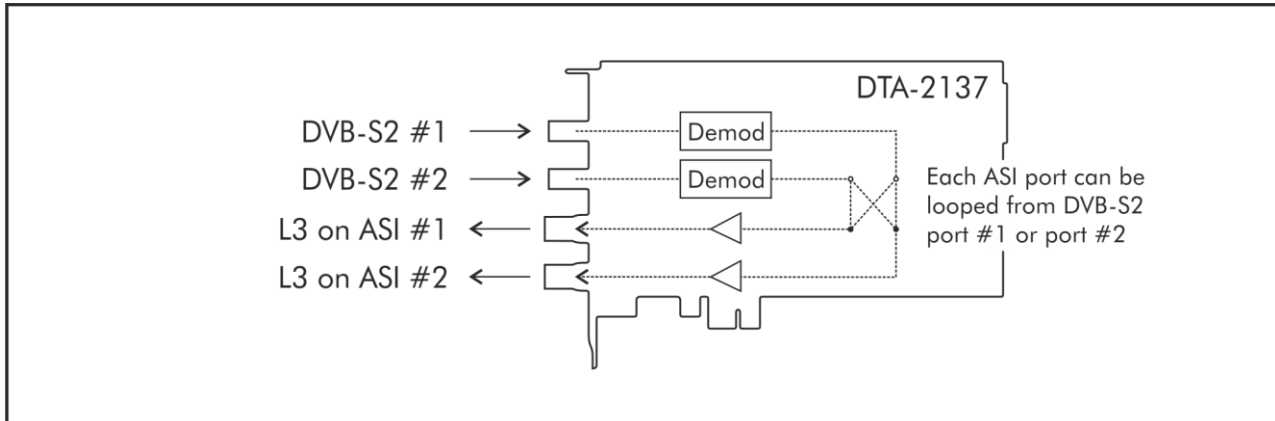 DTA-2137
DVB-S2 #1
Demod
DVB-S2 #2
Demod
L3 on ASI #1
L3 on ASI #2
Each ASI port can be
looped from DVB-S2
port #1 or port #2